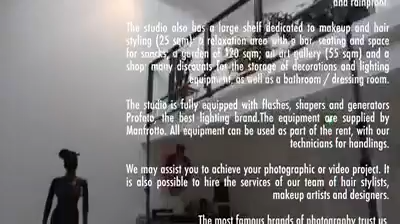 and rainproof.
The studio also has a large shelf dedicated to makeup and hair
styling (25 sqm), a relaxation area with a bar, seating and space
for snacks, a garden of 120 sqm; an art gallery (55 sqm) and a
shop many discounts for the storage of decorations and lighting
equipment, as well as a bathroom / dressing room.
The studio is fully equipped with flashes, shapers and generators
Profoto, the best lighting brand.The equipment are supplied by
Manfrotto. All equipment can be used as part of the rent, with our
technicians for handlings.
We may assist you to achieve your photographic or video project. It
is also possible to hire the services of our team of hair stylists,
makeup artists and designers.
The most famous brands of photography trust us.